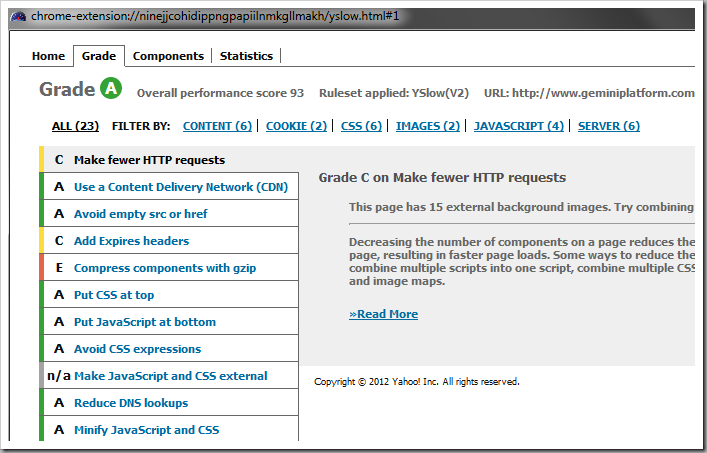 chrome-extension://ninejjcohidippngpapiilnmkgllmakh/yslow.html#1
Home Grade Components Statistics
Grade A Overall performance score 93 Ruleset applied: YSlow(V2) URL: http://www.geminiplatform.com
ALL (23) FILTER BY: CONTENT (6) COOKIE (2) CSS (6) IMAGES (2) JAVASCRIPT (4) SERVER (6)
C Make fewer HTTP requests
A Use a Content Delivery Network (CDN)
A Avoid empty src or href
C Add Expires headers
E Compress components with gzip
A Put CSS at top
A Put JavaScript at bottom
A Avoid CSS expressions
n/a Make JavaScript and CSS external
A Reduce DNS lookups
A Minify JavaScript and CSS
Grade C on Make fewer HTTP requests
This page has 15 external background images. Try combining
Decreasing the number of components on a page reduces the
page, resulting in faster page loads. Some ways to reduce the
combine multiple scripts into one script, combine multiple CSS
and image maps.
»Read More
Copyright © 2012 Yahoo! Inc. All rights reserved.